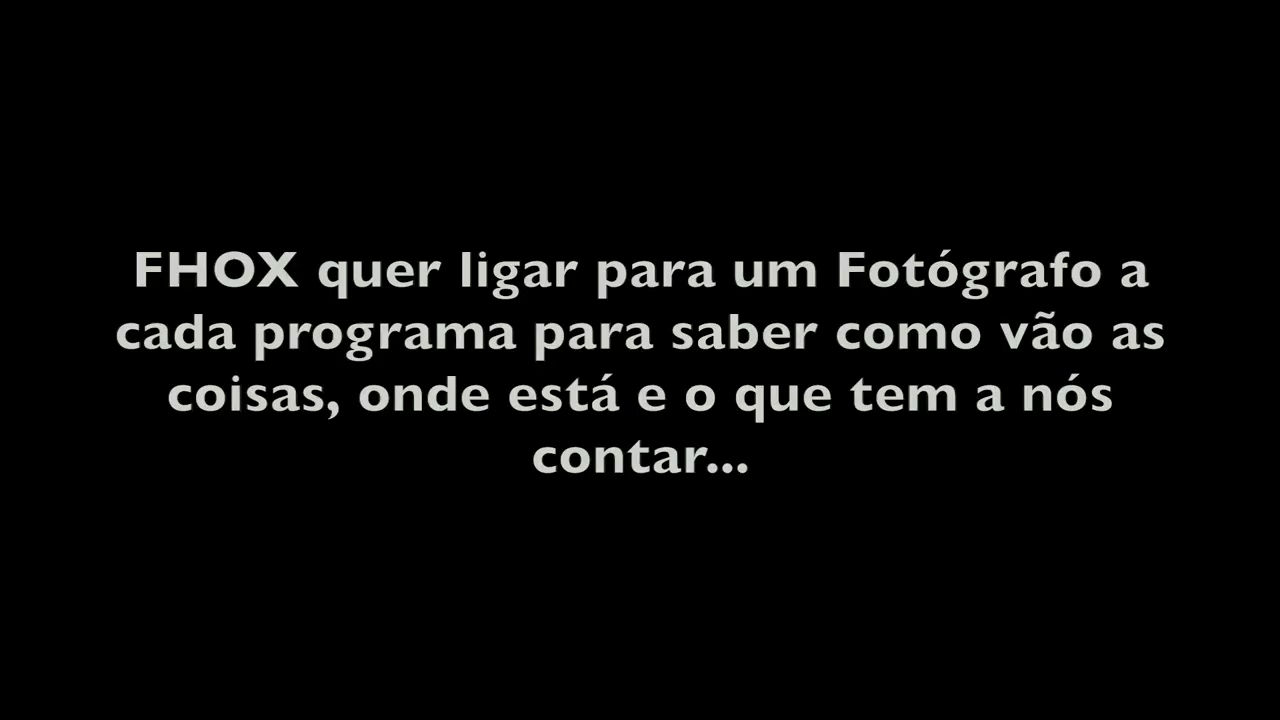 FHOX quer ligar para um Fotógrafo a
cada programa para saber como vão as
coisas, onde está e o que tem a nós
contar...